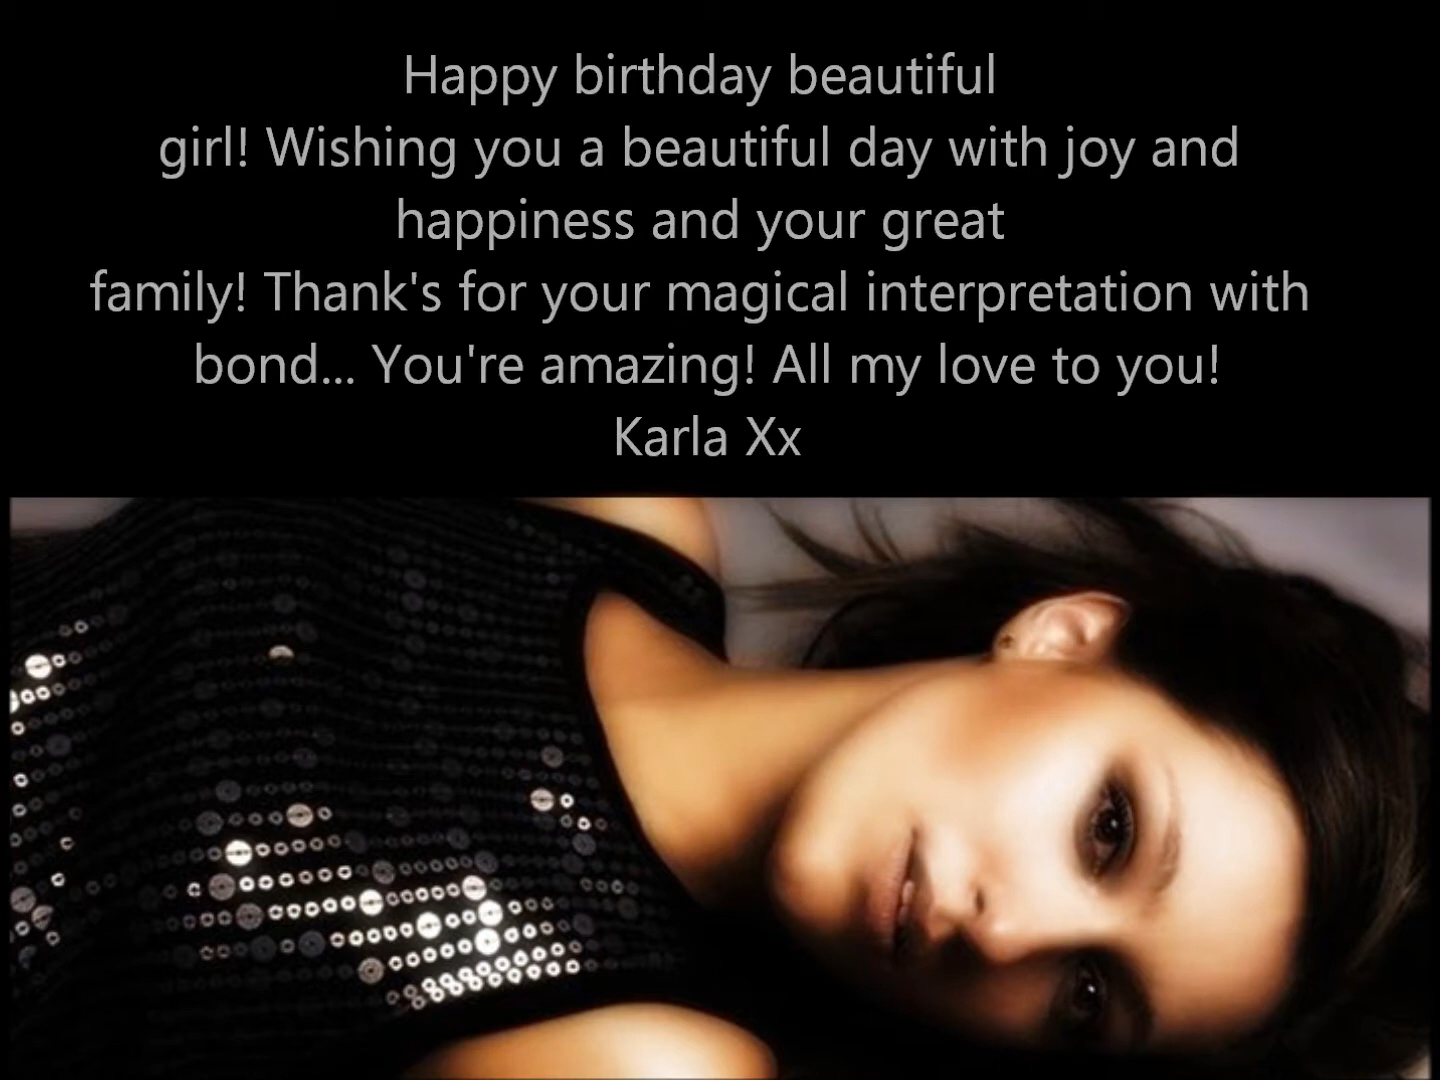 Happy birthday beautiful
girl! Wishing you a beautiful day with joy and
happiness and your great
family! Thank's for your magical interpretation with
bond... You're amazing! All my love to you!
Karla Xx